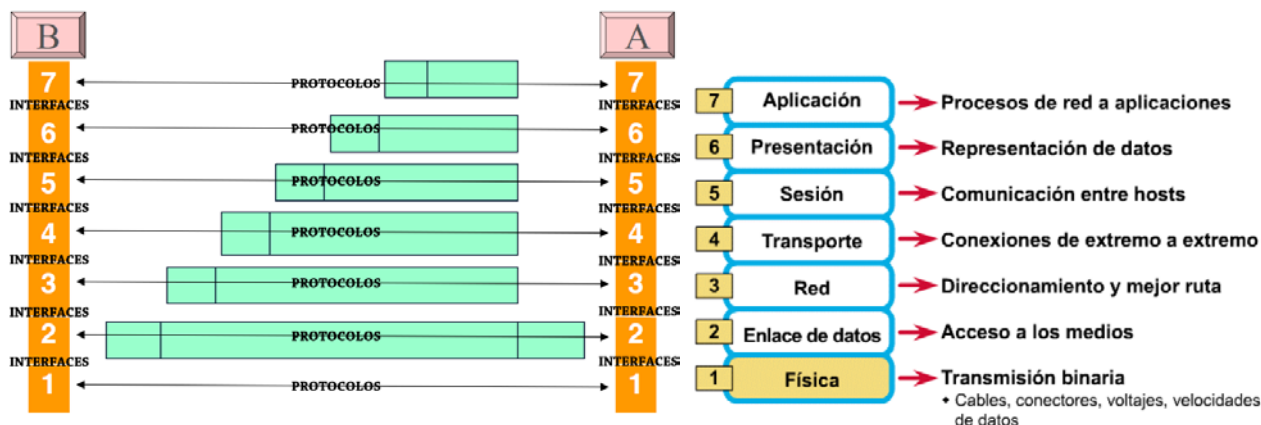 B
A
7
PROTOCOLOS
7
INTERFACES
INTERFACES
6
PROTOCOLOS
6
INTERFACES
INTERFACES
5
PROTOCOLOS
5
INTERFACES
INTERFACES
4
PROTOCOLOS
4
INTERFACES
INTERFACES
3
PROTOCOLOS
3
INTERFACES
INTERFACES
2
PROTOCOLOS
2
INTERFACES
INTERFACES
1
PROTOCOLOS
1
7 Aplicación Procesos de red a aplicaciones
6 Presentación Representación de datos
5 Sesión Comunicación entre hosts
4 Transporte Conexiones de extremo a extremo
3 Red Direccionamiento y mejor ruta
2 Enlace de datos Acceso a los medios
1 Física Transmisión binaria
Cables, conectores, voltajes, velocidades
de datos